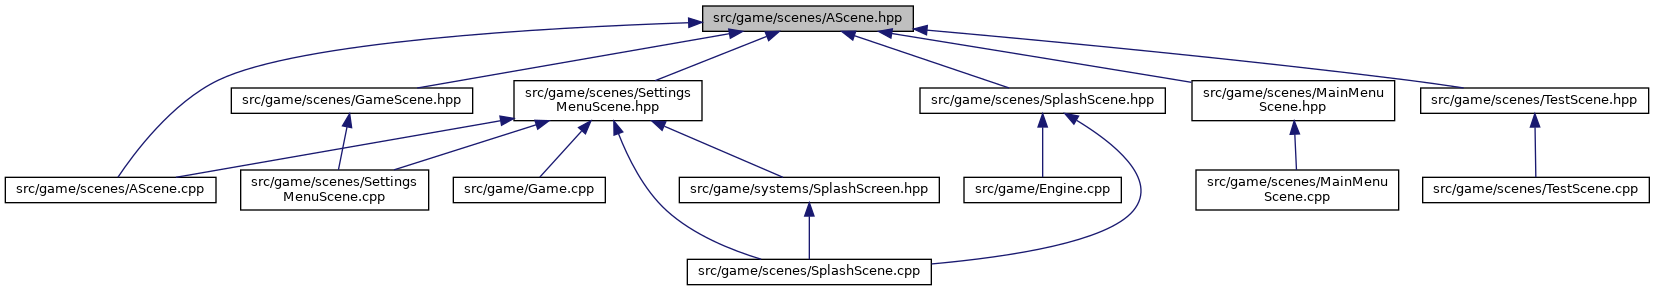 src/game/scenes/AScene.hpp
src/game/scenes/GameScene.hpp
src/game/scenes/Settings
MenuScene.hpp
src/game/scenes/SplashScene.hpp
src/game/scenes/MainMenu
Scene.hpp
src/game/scenes/TestScene.hpp
src/game/scenes/AScene.cpp
src/game/scenes/Settings
MenuScene.cpp
src/game/Game.cpp
src/game/systems/SplashScreen.hpp
src/game/Engine.cpp
src/game/scenes/MainMenu
Scene.cpp
src/game/scenes/TestScene.cpp
src/game/scenes/SplashScene.cpp